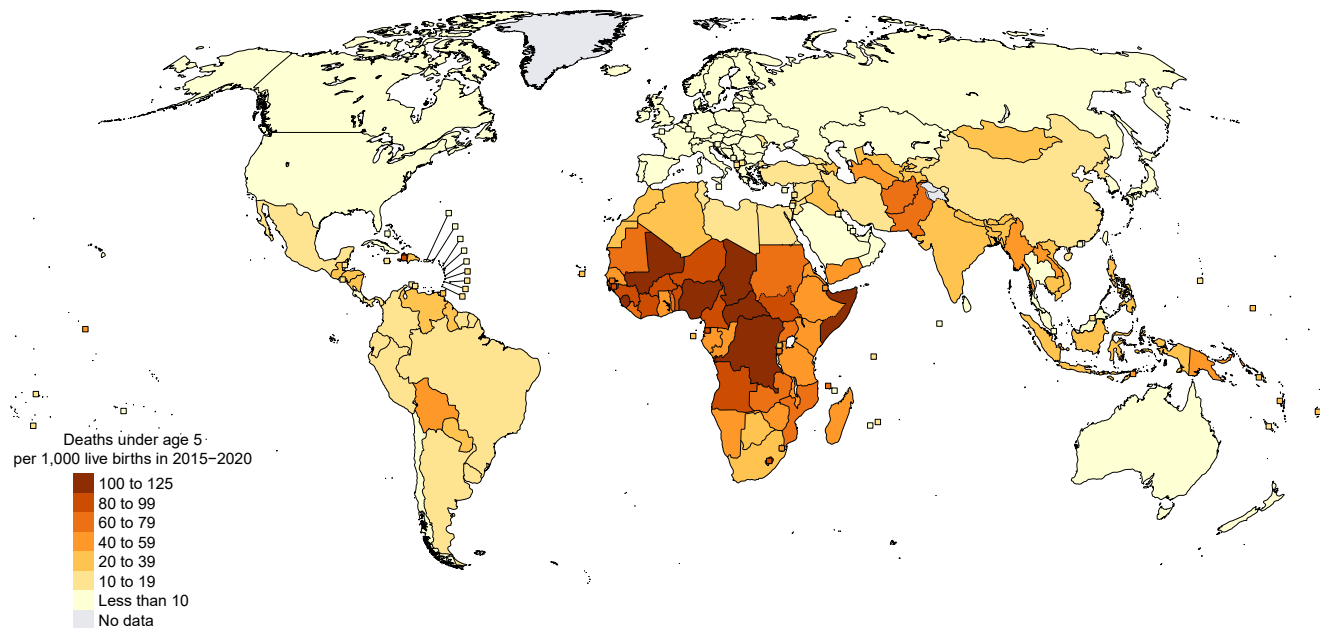 Deaths under age 5
per 1,000 live births in 2015−2020
100 to 125
80 to 99
60 to 79
40 to 59
20 to 39
10 to 19
Less than 10
No data